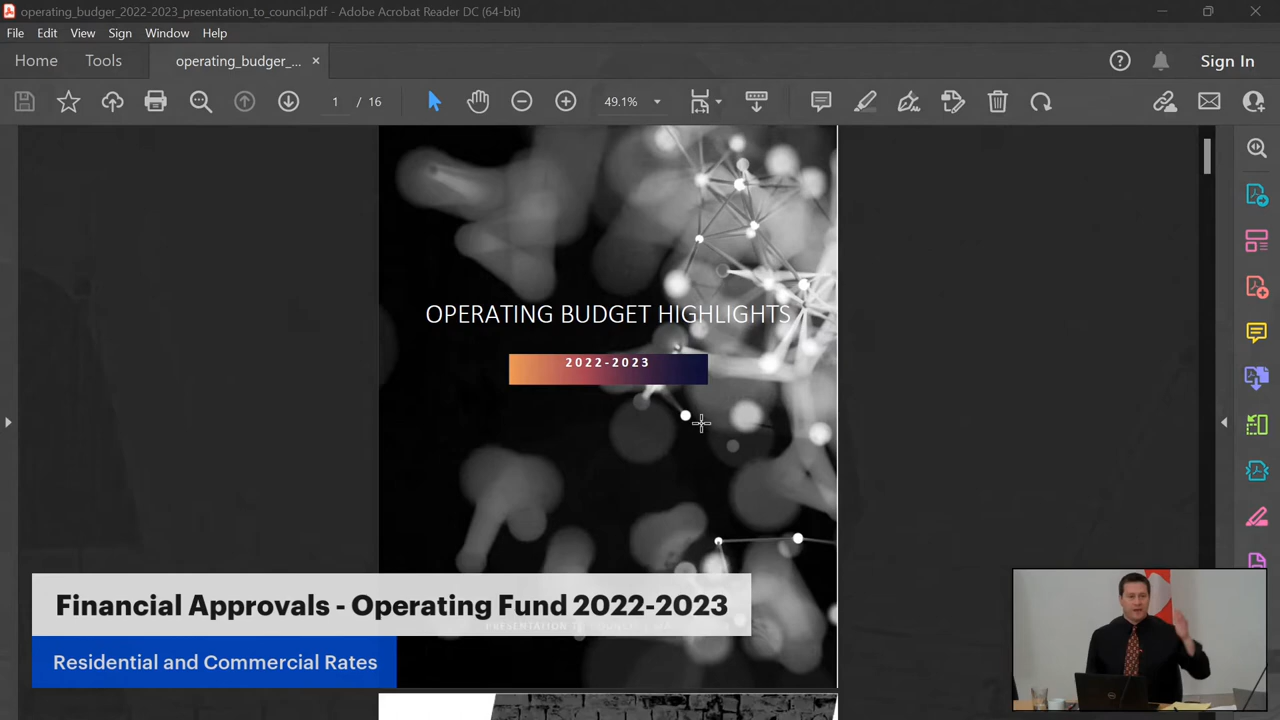 operating_budget_2022-2023_presentation_to_council.pdf - Adobe Acrobat Reader DC (64-bit)
File Edit View Sign Window Help
Home Tools operating_budger_... × Sign In
1 / 16 49.1%
OPERATING BUDGET HIGHLIGHTS
2022-2023
Financial Approvals - Operating Fund 2022-2023
Residential and Commercial Rates